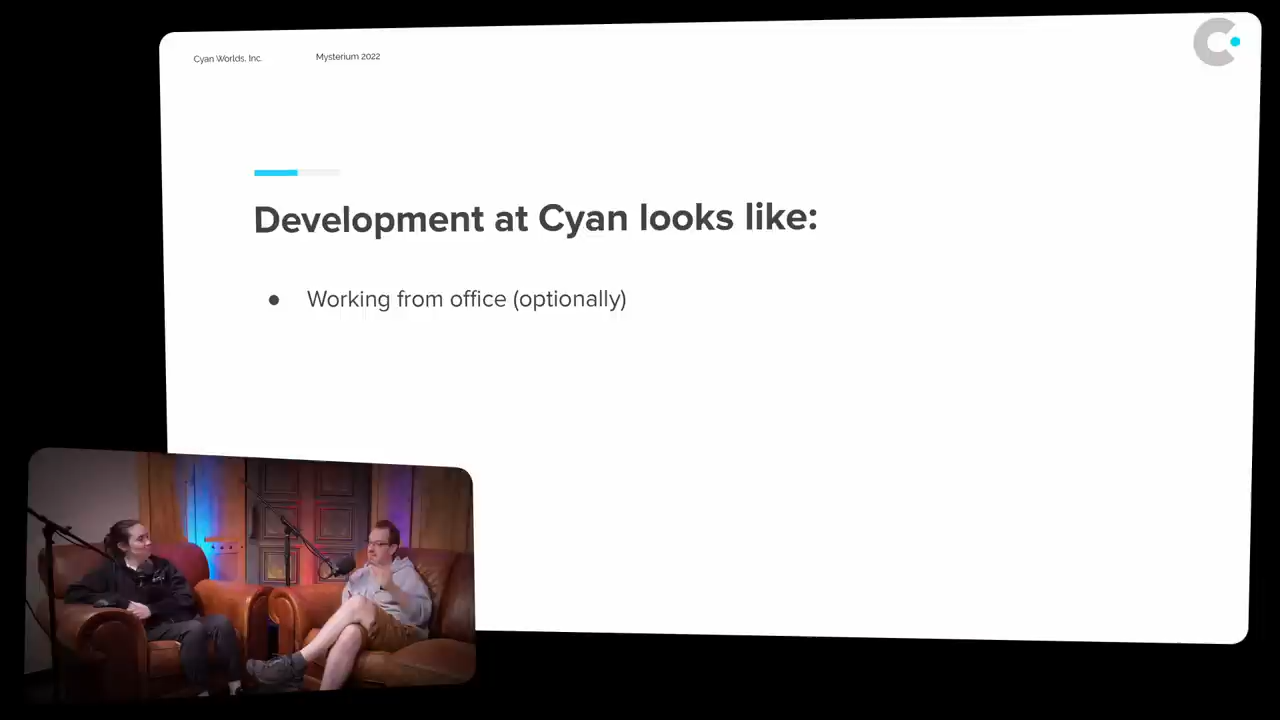 Cyan Worlds, Inc. Mysterium 2022
Development at Cyan looks like:
● Working from office (optionally)